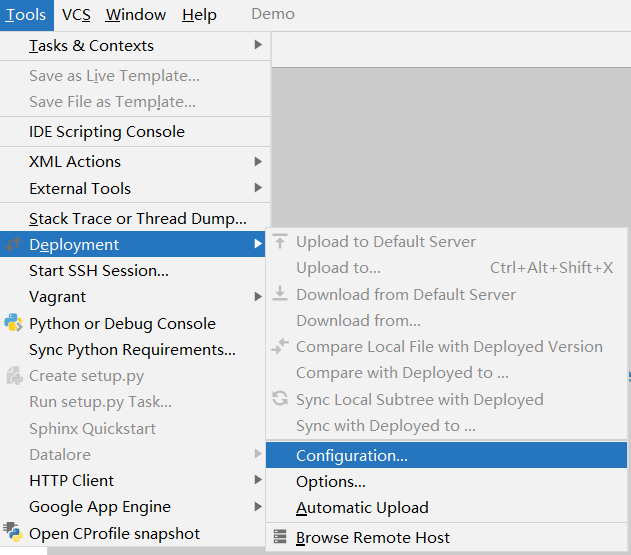 Tools VCS Window Help Demo
Tasks & Contexts
Save as Live Template...
Save File as Template...
IDE Scripting Console
XML Actions
External Tools
Stack Trace or Thread Dump...
Deployment
Start SSH Session...
Vagrant
Python or Debug Console
Sync Python Requirements...
Create setup.py
Run setup.py Task...
Sphinx Quickstart
Datalore
HTTP Client
Google App Engine
Open CProfile snapshot
Upload to Default Server
Upload to... Ctrl+Alt+Shift+X
Download from Default Server
Download from...
Compare Local File with Deployed Version
Compare with Deployed to ...
Sync Local Subtree with Deployed
Sync with Deployed to ...
Configuration...
Options...
Automatic Upload
Browse Remote Host